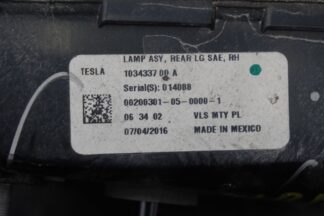 LAMP ASY, REAR LG SAE, RH
TESLA 1034337 00 A
Serial(S): 014088
00200301-05-0000-1
06 34 02 VLS MTY PL
07/04/2016 MADE IN MEXICO